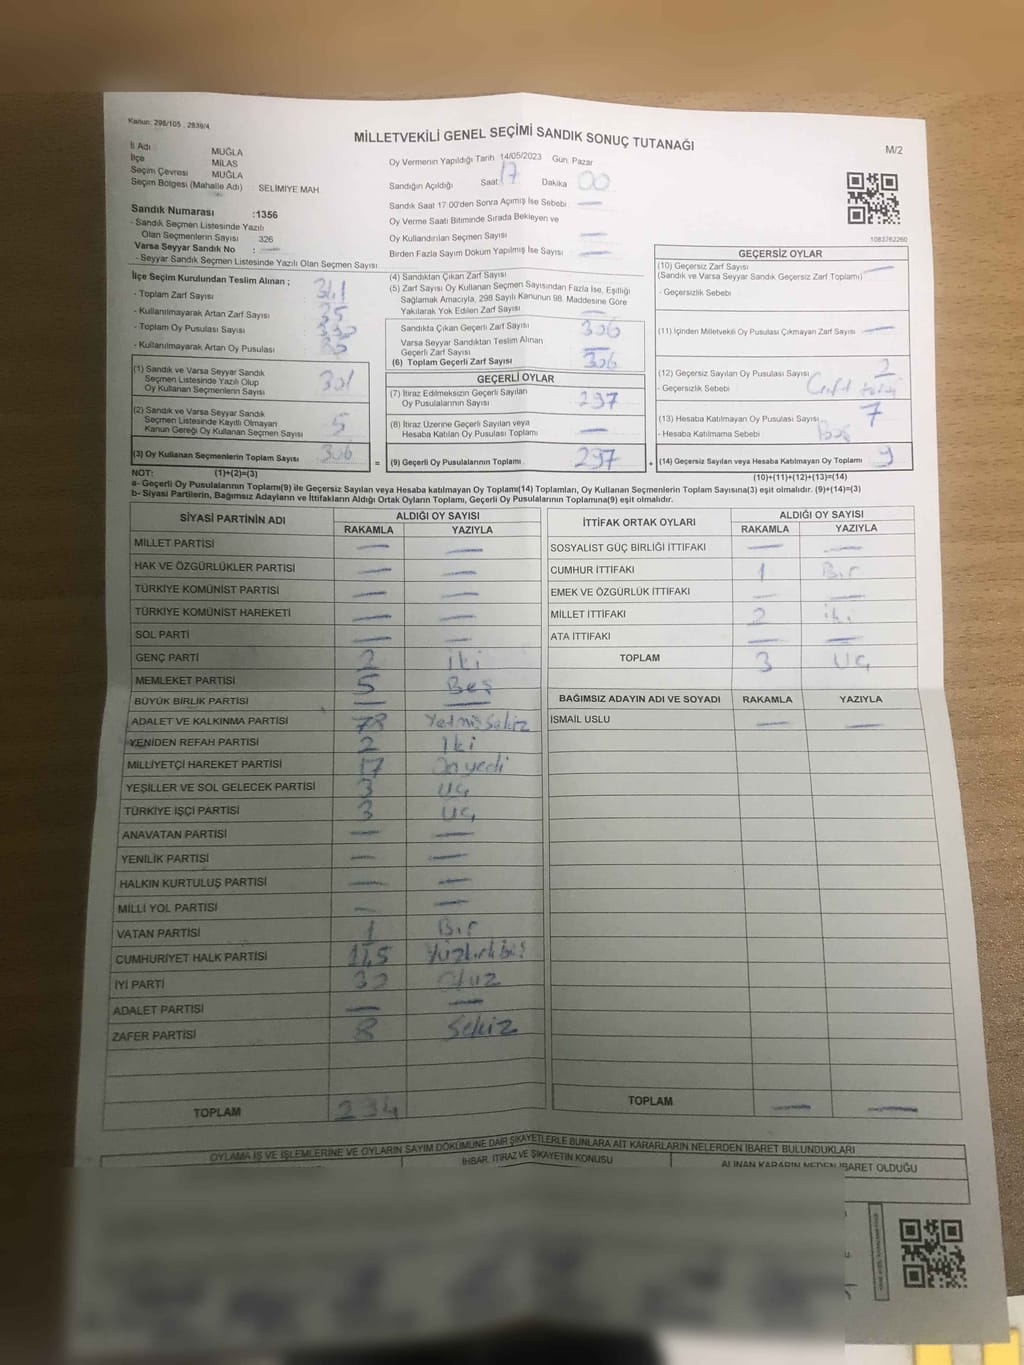 Kanun: 298/105 , 2839/4
MİLLETVEKİLİ GENEL SEÇİMİ SANDIK SONUÇ TUTANAĞI
M/2
İl Adı MUĞLA
İlçe MİLAS
Seçim Çevresi MUĞLA
Seçim Bölgesi (Mahalle Adı) SELİMİYE MAH
Sandık Numarası :1356
- Sandık Seçmen Listesinde Yazılı
Olan Seçmenlerin Sayısı 326
Varsa Seyyar Sandık No : —
- Seyyar Sandık Seçmen Listesinde Yazılı Olan Seçmen Sayısı
Oy Vermenin Yapıldığı Tarih 14/05/2023 Gün: Pazar
Sandığın Açıldığı Saat 17 Dakika 00
Sandık Saat 17:00'den Sonra Açımış İse Sebebi —
Oy Verme Saati Bitiminde Sırada Bekleyen ve
Oy Kullandırılan Seçmen Sayısı —
Birden Fazla Sayım Döküm Yapılmış İse Sayısı —
1083762260
İlçe Seçim Kurulundan Teslim Alınan ;
- Toplam Zarf Sayısı 341
- Kullanılmayarak Artan Zarf Sayısı 35
- Toplam Oy Pusulası Sayısı
- Kullanılmayarak Artan Oy Pusulası
(1) Sandık ve Varsa Seyyar Sandık
Seçmen Listesinde Yazılı Olup
Oy Kullanan Seçmenlerin Sayısı 301
(2) Sandık ve Varsa Seyyar Sandık
Seçmen Listesinde Kayıtlı Olmayan
Kanun Gereği Oy Kullanan Seçmen Sayısı 5
(3) Oy Kullanan Seçmenlerin Toplam Sayısı 306 =
(4) Sandıktan Çıkan Zarf Sayısı
(5) Zarf Sayısı Oy Kullanan Seçmen Sayısından Fazla İse, Eşitliği
Sağlamak Amacıyla, 298 Sayılı Kanunun 98. Maddesine Göre
Yakılarak Yok Edilen Zarf Sayısı —
Sandıkta Çıkan Geçerli Zarf Sayısı 306
Varsa Seyyar Sandıktan Teslim Alınan
Geçerli Zarf Sayısı —
(6) Toplam Geçerli Zarf Sayısı 306
GEÇERLİ OYLAR
(7) İtiraz Edilmeksizin Geçerli Sayılan
Oy Pusulalarının Sayısı 297
(8) İtiraz Üzerine Geçerli Sayılan veya
Hesaba Katılan Oy Pusulası Toplamı —
(9) Geçerli Oy Pusulalarının Toplamı 297 +
GEÇERSİZ OYLAR
(10) Geçersiz Zarf Sayısı —
(Sandık ve Varsa Seyyar Sandık Geçersiz Zarf Toplamı)
- Geçersizlik Sebebi
(11) İçinden Milletvekili Oy Pusulası Çıkmayan Zarf Sayısı —
(12) Geçersiz Sayılan Oy Pusulası Sayısı 2
- Geçersizlik Sebebi Çift
(13) Hesaba Katılmayan Oy Pusulası Sayısı 7
- Hesaba Katılmama Sebebi Boş
(14) Geçersiz Sayılan veya Hesaba Katılmayan Oy Toplamı 9
NOT: (1)+(2)=(3)
(10)+(11)+(12)+(13)=(14)
a- Geçerli Oy Pusulalarının Toplamı(9) ile Geçersiz Sayılan veya Hesaba katılmayan Oy Toplam(14) Toplamları, Oy Kullanan Seçmenlerin Toplam Sayısına(3) eşit olmalıdır. (9)+(14)=(3)
b- Siyasi Partilerin, Bağımsız Adayların ve İttifakların Aldığı Ortak Oyların Toplamı, Geçerli Oy Pusulalarının Toplamına(9) eşit olmalıdır.
SİYASİ PARTİNİN ADI ALDIĞI OY SAYISI
RAKAMLA YAZIYLA
MİLLET PARTİSİ — —
HAK VE ÖZGÜRLÜKLER PARTİSİ — —
TÜRKİYE KOMÜNİST PARTİSİ — —
TÜRKİYE KOMÜNİST HAREKETİ — —
SOL PARTİ — —
GENÇ PARTİ 2 iki
MEMLEKET PARTİSİ 5 Beş
BÜYÜK BİRLİK PARTİSİ — —
ADALET VE KALKINMA PARTİSİ 78 Yetmişsekiz
YENİDEN REFAH PARTİSİ 2 İki
MİLLİYETÇİ HAREKET PARTİSİ 17 Onyedi
YEŞİLLER VE SOL GELECEK PARTİSİ 3 Uç
TÜRKİYE İŞÇİ PARTİSİ 3 Uç
ANAVATAN PARTİSİ — —
YENİLİK PARTİSİ — —
HALKIN KURTULUŞ PARTİSİ — —
MİLLİ YOL PARTİSİ — —
VATAN PARTİSİ 1 Bir
CUMHURİYET HALK PARTİSİ 145 Yüzkırkbeş
İYİ PARTİ 30 Otuz
ADALET PARTİSİ — —
ZAFER PARTİSİ 8 Sekiz
TOPLAM 294
İTTİFAK ORTAK OYLARI ALDIĞI OY SAYISI
RAKAMLA YAZIYLA
SOSYALİST GÜÇ BİRLİĞİ İTTİFAKI — —
CUMHUR İTTİFAKI 1 Bir
EMEK VE ÖZGÜRLÜK İTTİFAKI — —
MİLLET İTTİFAKI 2 iki
ATA İTTİFAKI — —
TOPLAM 3 Uç
BAĞIMSIZ ADAYIN ADI VE SOYADI RAKAMLA YAZIYLA
İSMAİL USLU — —
TOPLAM — —
OYLAMA İŞ VE İŞLEMLERİNE VE OYLARIN SAYIM DÖKÜMÜNE DAİR ŞİKAYETLERLE BUNLARA AİT KARARLARIN NELERDEN İBARET BULUNDUKLARI
İHBAR, İTİRAZ VE ŞİKAYETİN KONUSU
ALINAN KARARIN NEDEN İBARET OLDUĞU